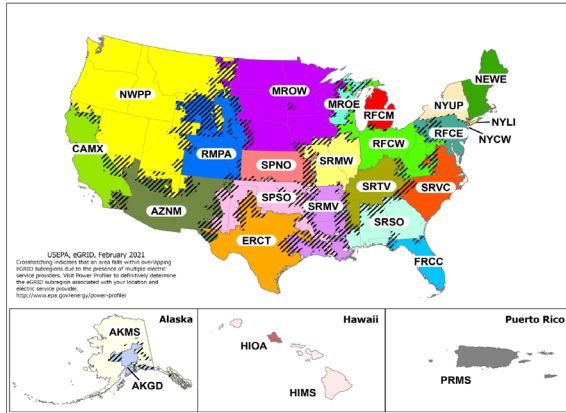 NEWE
NWPP
MROW
NYUP
MROE
RFCM
NYLI
RFCE
NYCW
CAMX
RFCW
RMPA
SPNO
SRMW
SRTV
SRVC
AZNM
SPSO
SRMV
SRSO
ERCT
FRCC
USEPA, eGRID, February 2021
Crosshatching indicates that an area falls within overlapping
eGRID subregions due to the presence of multiple electric
service providers. Visit Power Profiler to definitively determine
the eGRID subregion associated with your location and
electric service provider.
http://www.epa.gov/energy/power-profiler
Alaska
AKMS
AKGD
Hawaii
HIOA
HIMS
Puerto Rico
PRMS